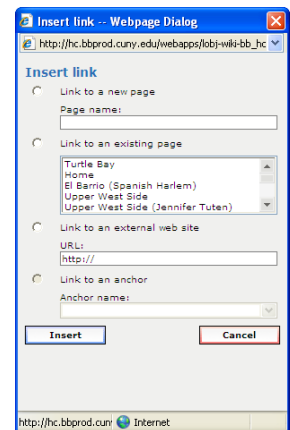 Insert link -- Webpage Dialog
http://hc.bbprod.cuny.edu/webapps/lobj-wiki-bb_hc
Insert link
Link to a new page
Page name:
Link to an existing page
Turtle Bay
Home
El Barrio (Spanish Harlem)
Upper West Side
Upper West Side (Jennifer Tuten)
Link to an external web site
URL:
http://
Link to an anchor
Anchor name:
Insert Cancel
http://hc.bbprod.cuny Internet